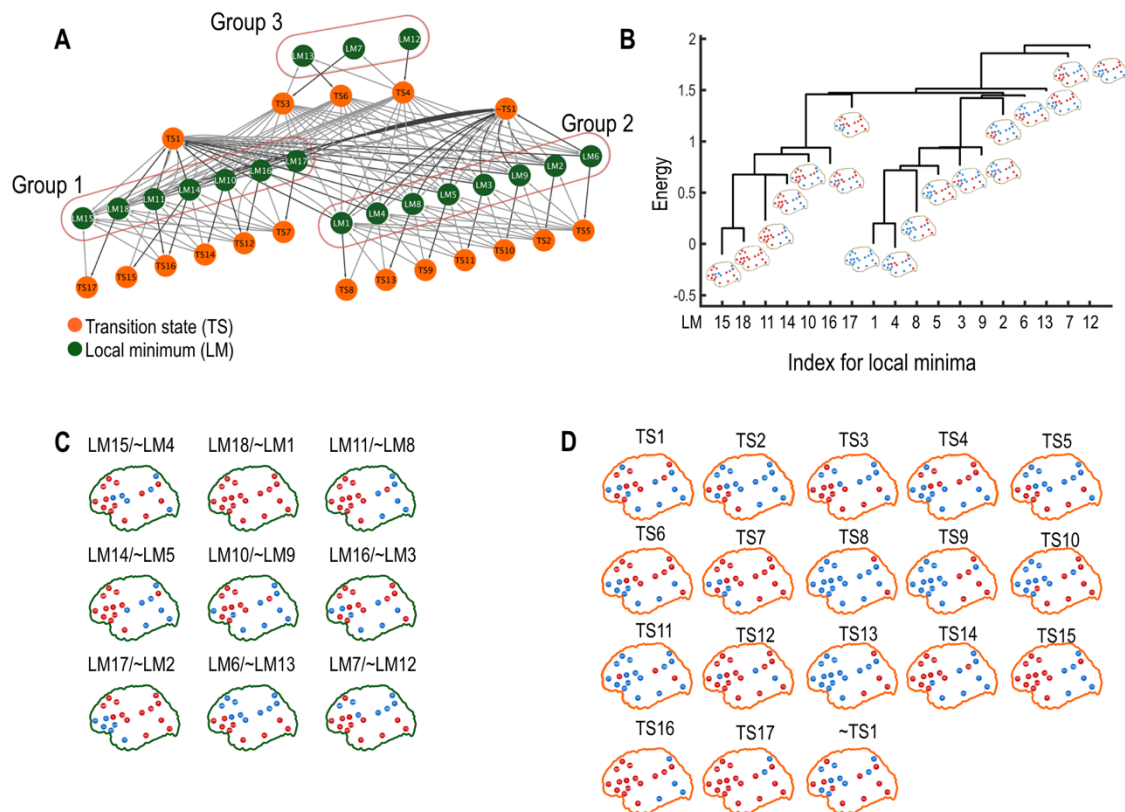 A
Group 3
LM13 LM7 LM12
TS3 TS6 TS4 ~TS1
TS1
Group 2
Group 1
LM15 LM18 LM11 LM14 LM10 LM16 LM17
LM1 LM4 LM8 LM5 LM3 LM9 LM2 LM6
TS17 TS15 TS16 TS14 TS12 TS7
TS8 TS13 TS9 TS11 TS10 TS2 TS5
Transition state (TS)
Local minimum (LM)
B
Energy
2
1.5
1
0.5
0
-0.5
LM 15 18 11 14 10 16 17 1 4 8 5 3 9 2 6 13 7 12
Index for local minima
C
LM15/~LM4 LM18/~LM1 LM11/~LM8
LM14/~LM5 LM10/~LM9 LM16/~LM3
LM17/~LM2 LM6/~LM13 LM7/~LM12
D
TS1 TS2 TS3 TS4 TS5
TS6 TS7 TS8 TS9 TS10
TS11 TS12 TS13 TS14 TS15
TS16 TS17 ~TS1